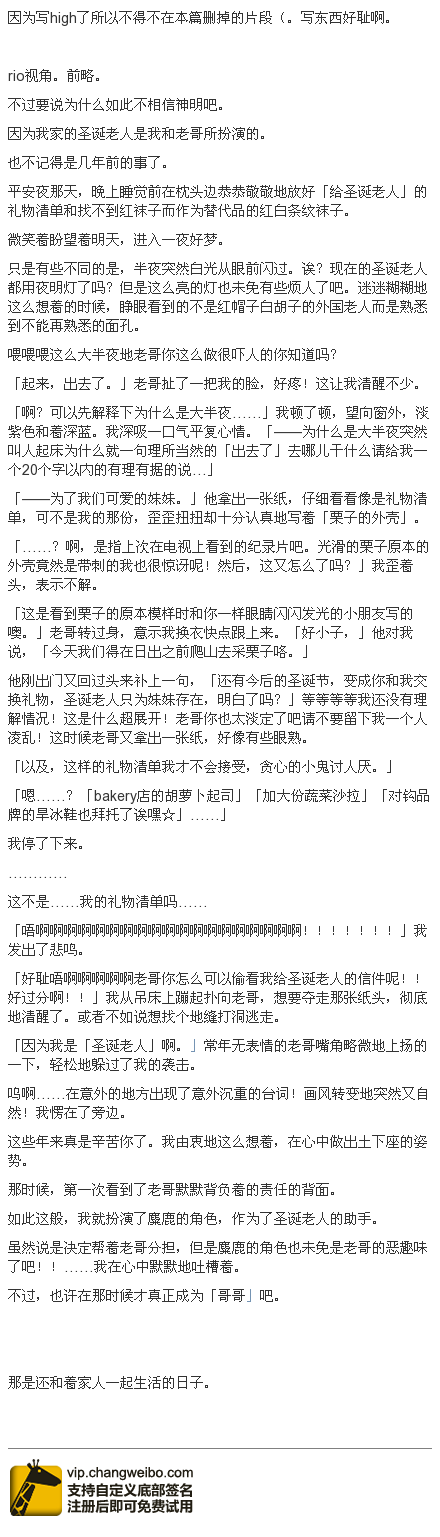 因为写high了所以不得不在本篇删掉的片段（。写东西好耻啊。
rio视角。前略。
不过要说为什么如此不相信神明吧。
因为我家的圣诞老人是我和老哥所扮演的。
也不记得是几年前的事了。
平安夜那天，晚上睡觉前在枕头边恭恭敬敬地放好「给圣诞老人」的
礼物清单和找不到红袜子而作为替代品的红白条纹袜子。
微笑着盼望着明天，进入一夜好梦。
只是有些不同的是，半夜突然白光从眼前闪过。诶？现在的圣诞老人
都用夜明灯了吗？但是这么亮的灯也未免有些烦人了吧。迷迷糊糊地
这么想着的时候，睁眼看到的不是红帽子白胡子的外国老人而是熟悉
到不能再熟悉的面孔。
喂喂喂这么大半夜地老哥你这么做很吓人的你知道吗？
「起来，出去了。」老哥扯了一把我的脸，好疼！这让我清醒不少。
「啊？可以先解释下为什么是大半夜……」我顿了顿，望向窗外，淡
紫色和着深蓝。我深吸一口气平复心情。「——为什么是大半夜突然
叫人起床为什么就一句理所当然的「出去了」去哪儿干什么请给我一
个20个字以内的有理有据的说…」
「——为了我们可爱的妹妹。」他拿出一张纸，仔细看看像是礼物清
单，可不是我的那份，歪歪扭扭却十分认真地写着「栗子的外壳」。
「……？啊，是指上次在电视上看到的纪录片吧。光滑的栗子原本的
外壳竟然是带刺的我也很惊讶呢！然后，这又怎么了吗？」我歪着
头，表示不解。
「这是看到栗子的原本模样时和你一样眼睛闪闪发光的小朋友写的
噢。」老哥转过身，意示我换衣快点跟上来。「好小子，」他对我
说，「今天我们得在日出之前爬山去采栗子咯。」
他刚出门又回过头来补上一句，「还有今后的圣诞节，变成你和我交
换礼物，圣诞老人只为妹妹存在，明白了吗？」等等等等我还没有理
解情况！这是什么超展开！老哥你也太淡定了吧请不要留下我一个人
凌乱！这时候老哥又拿出一张纸，好像有些眼熟。
「以及，这样的礼物清单我才不会接受，贪心的小鬼讨人厌。」
「嗯……？「bakery店的胡萝卜起司」「加大份蔬菜沙拉」「对钩品
牌的旱冰鞋也拜托了诶嘿☆」……」
我停了下来。
…………
这不是……我的礼物清单吗……
「唔啊啊啊啊啊啊啊啊啊啊啊啊啊啊啊啊啊啊！！！！！！！」我
发出了悲鸣。
「好耻唔啊啊啊啊啊老哥你怎么可以偷看我给圣诞老人的信件呢！！
好过分啊！！」我从吊床上蹦起扑向老哥，想要夺走那张纸头，彻底
地清醒了。或者不如说想找个地缝打洞逃走。
「因为我是「圣诞老人」啊。」常年无表情的老哥嘴角略微地上扬的
一下，轻松地躲过了我的袭击。
呜啊……在意外的地方出现了意外沉重的台词！画风转变地突然又自
然！我愣在了旁边。
这些年来真是辛苦你了。我由衷地这么想着，在心中做出土下座的姿
势。
那时候，第一次看到了老哥默默背负着的责任的背面。
如此这般，我就扮演了麋鹿的角色，作为了圣诞老人的助手。
虽然说是决定帮着老哥分担，但是麋鹿的角色也未免是老哥的恶趣味
了吧！！……我在心中默默地吐槽着。
不过，也许在那时候才真正成为「哥哥」吧。
那是还和着家人一起生活的日子。
vip.changweibo.com
支持自定义底部签名
注册后即可免费试用